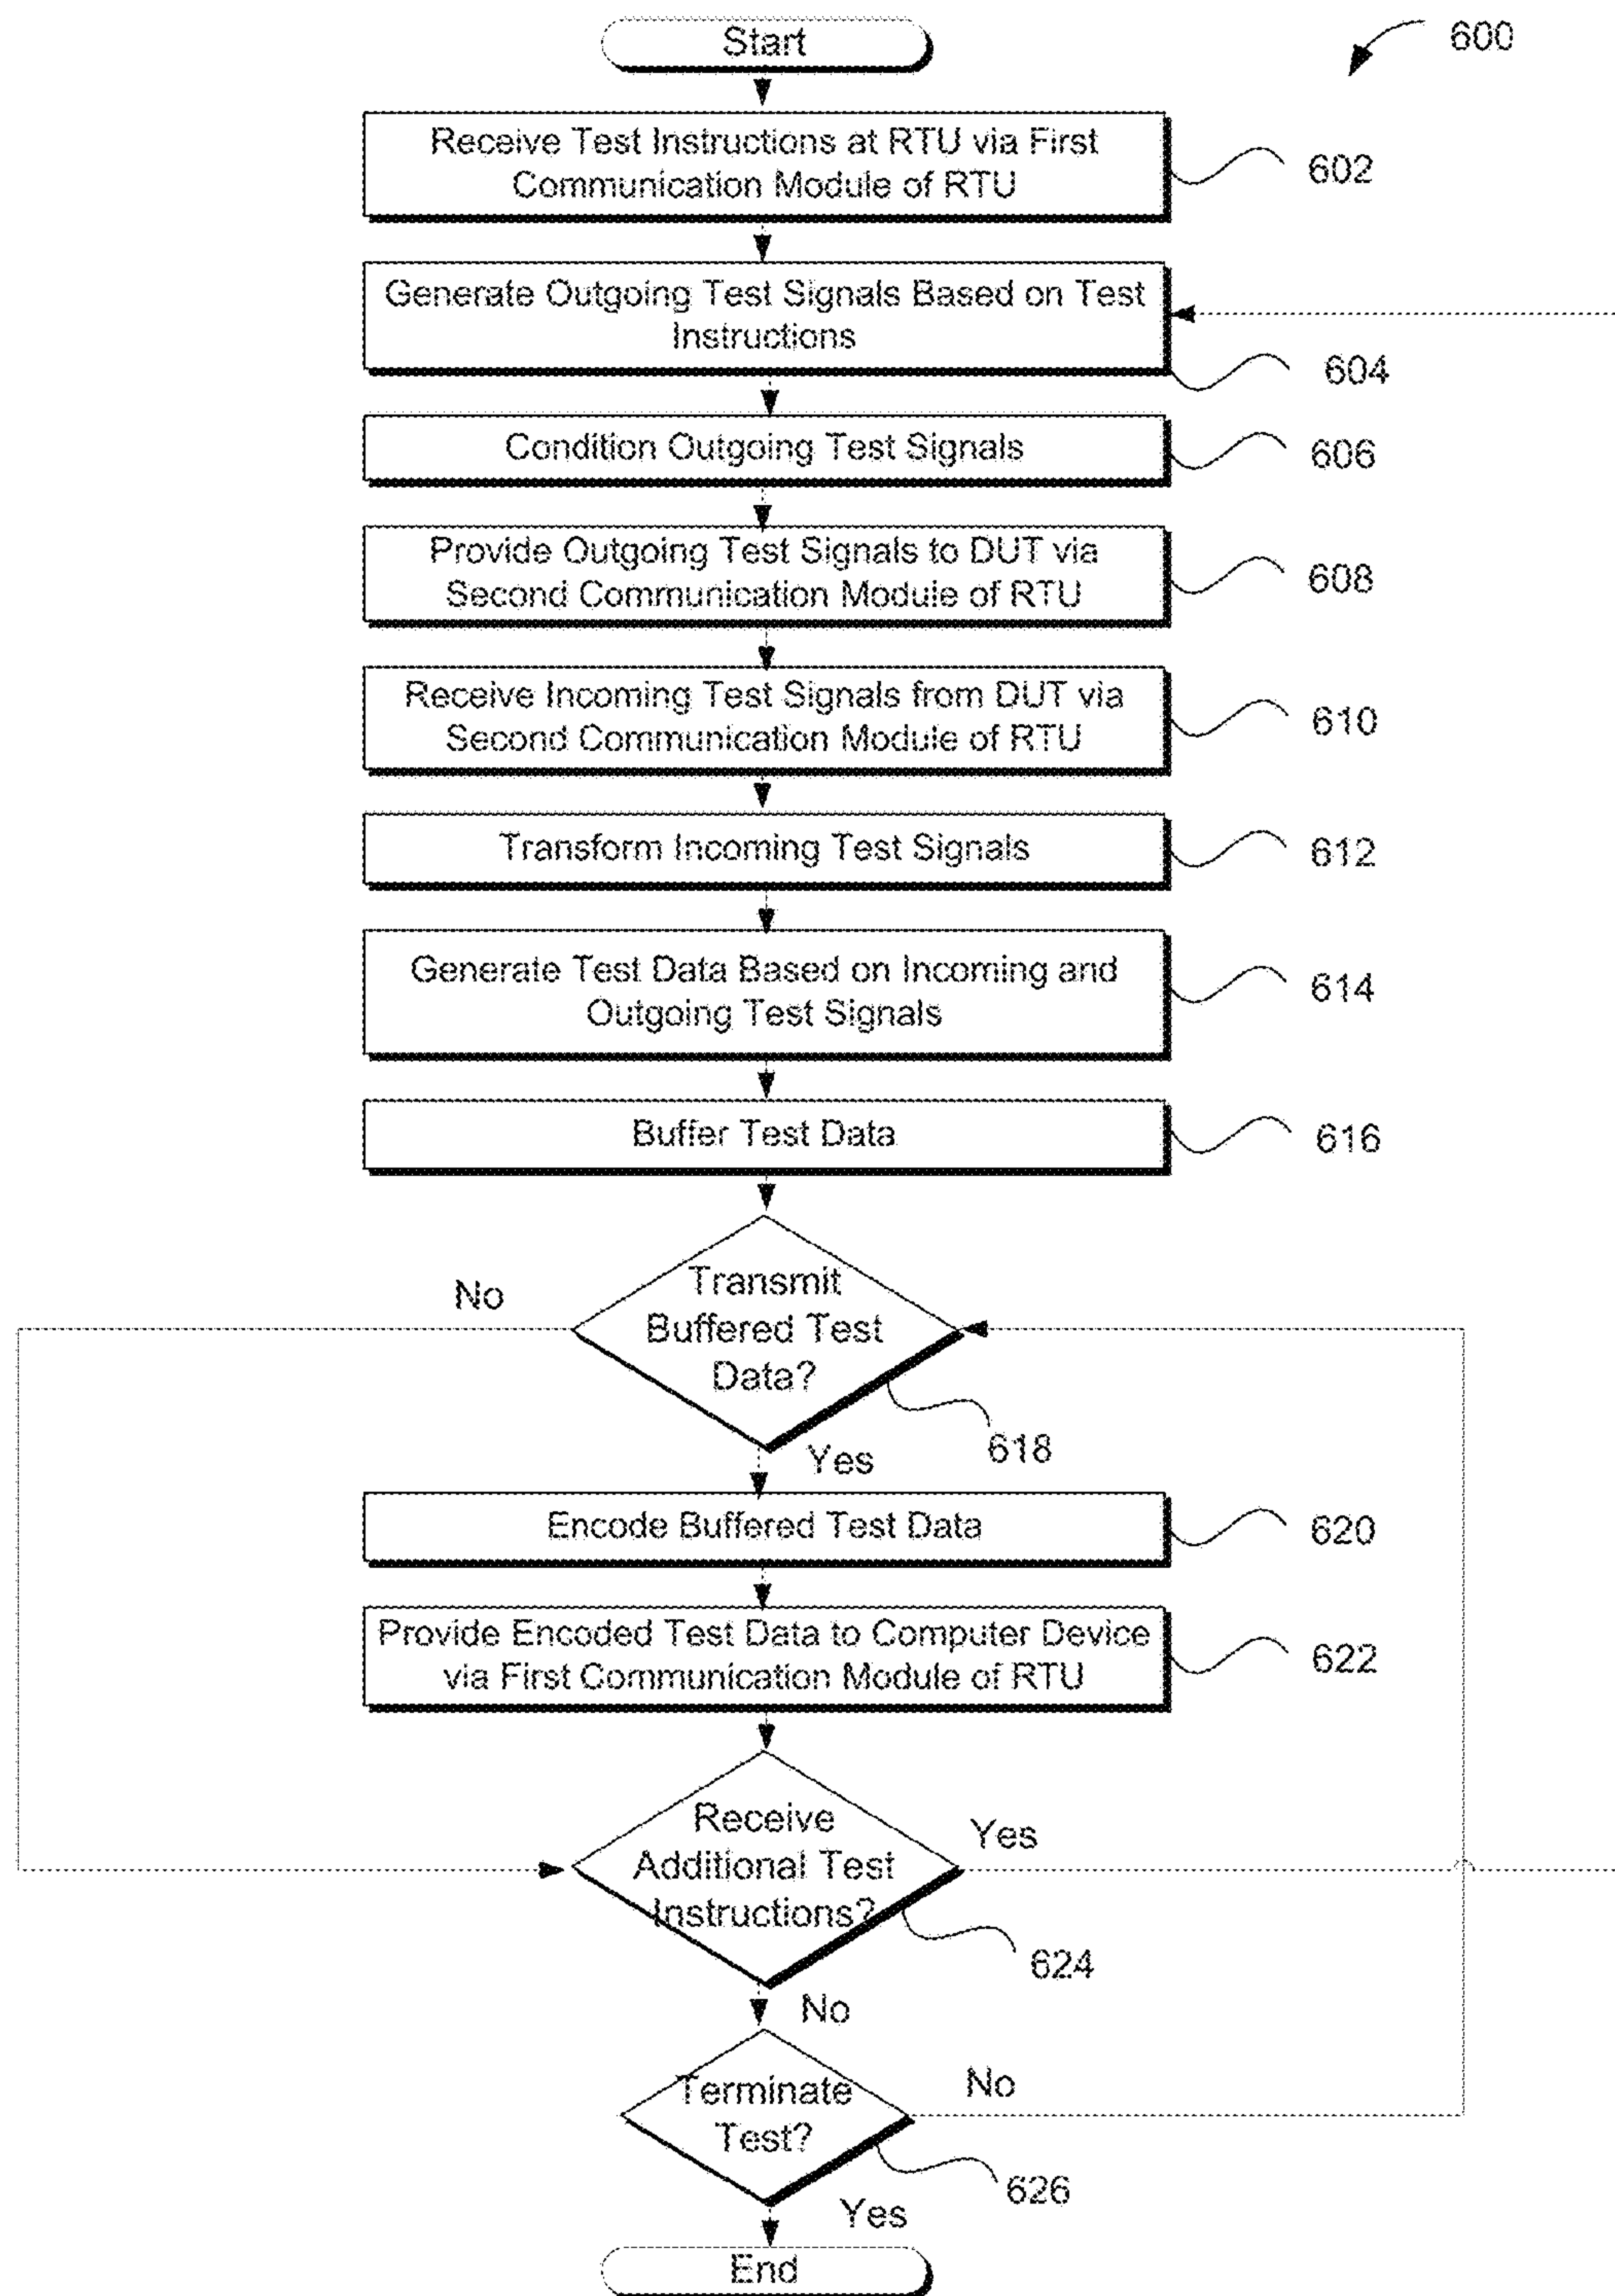 Start
600
Receive Test Instructions at RTU via First
Communication Module of RTU
602
Generate Outgoing Test Signals Based on Test
Instructions
604
Condition Outgoing Test Signals
606
Provide Outgoing Test Signals to DUT via
Second Communication Module of RTU
608
Receive Incoming Test Signals from DUT via
Second Communication Module of RTU
610
Transform Incoming Test Signals
612
Generate Test Data Based on Incoming and
Outgoing Test Signals
614
Buffer Test Data
616
No
Transmit
Buffered Test
Data?
618
Yes
Encode Buffered Test Data
620
Provide Encoded Test Data to Computer Device
via First Communication Module of RTU
622
Receive
Additional Test
Instructions?
Yes
624
No
Terminate
Test?
No
626
Yes
End